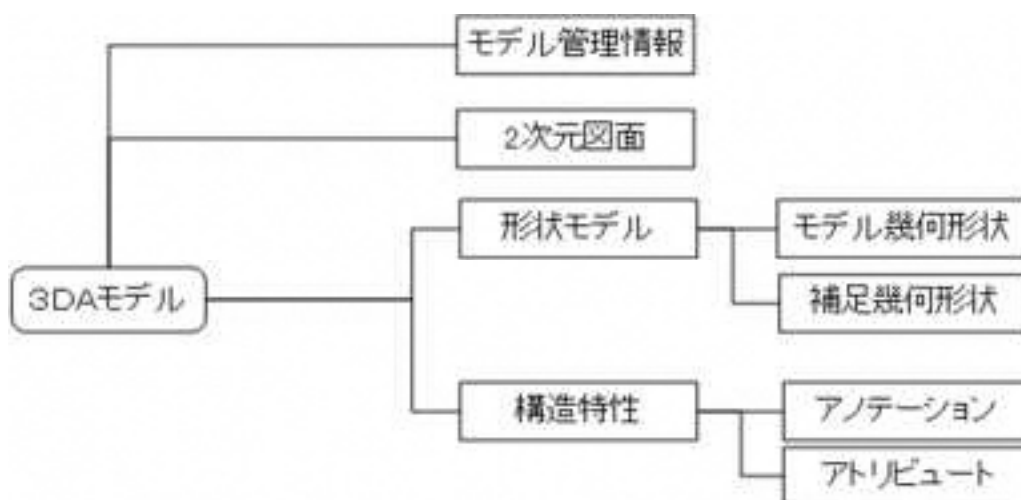 モデル管理情報
2次元図面
形状モデル
モデル幾何形状
3DAモデル
補足幾何形状
構造特性
アノテーション
アトリビュート